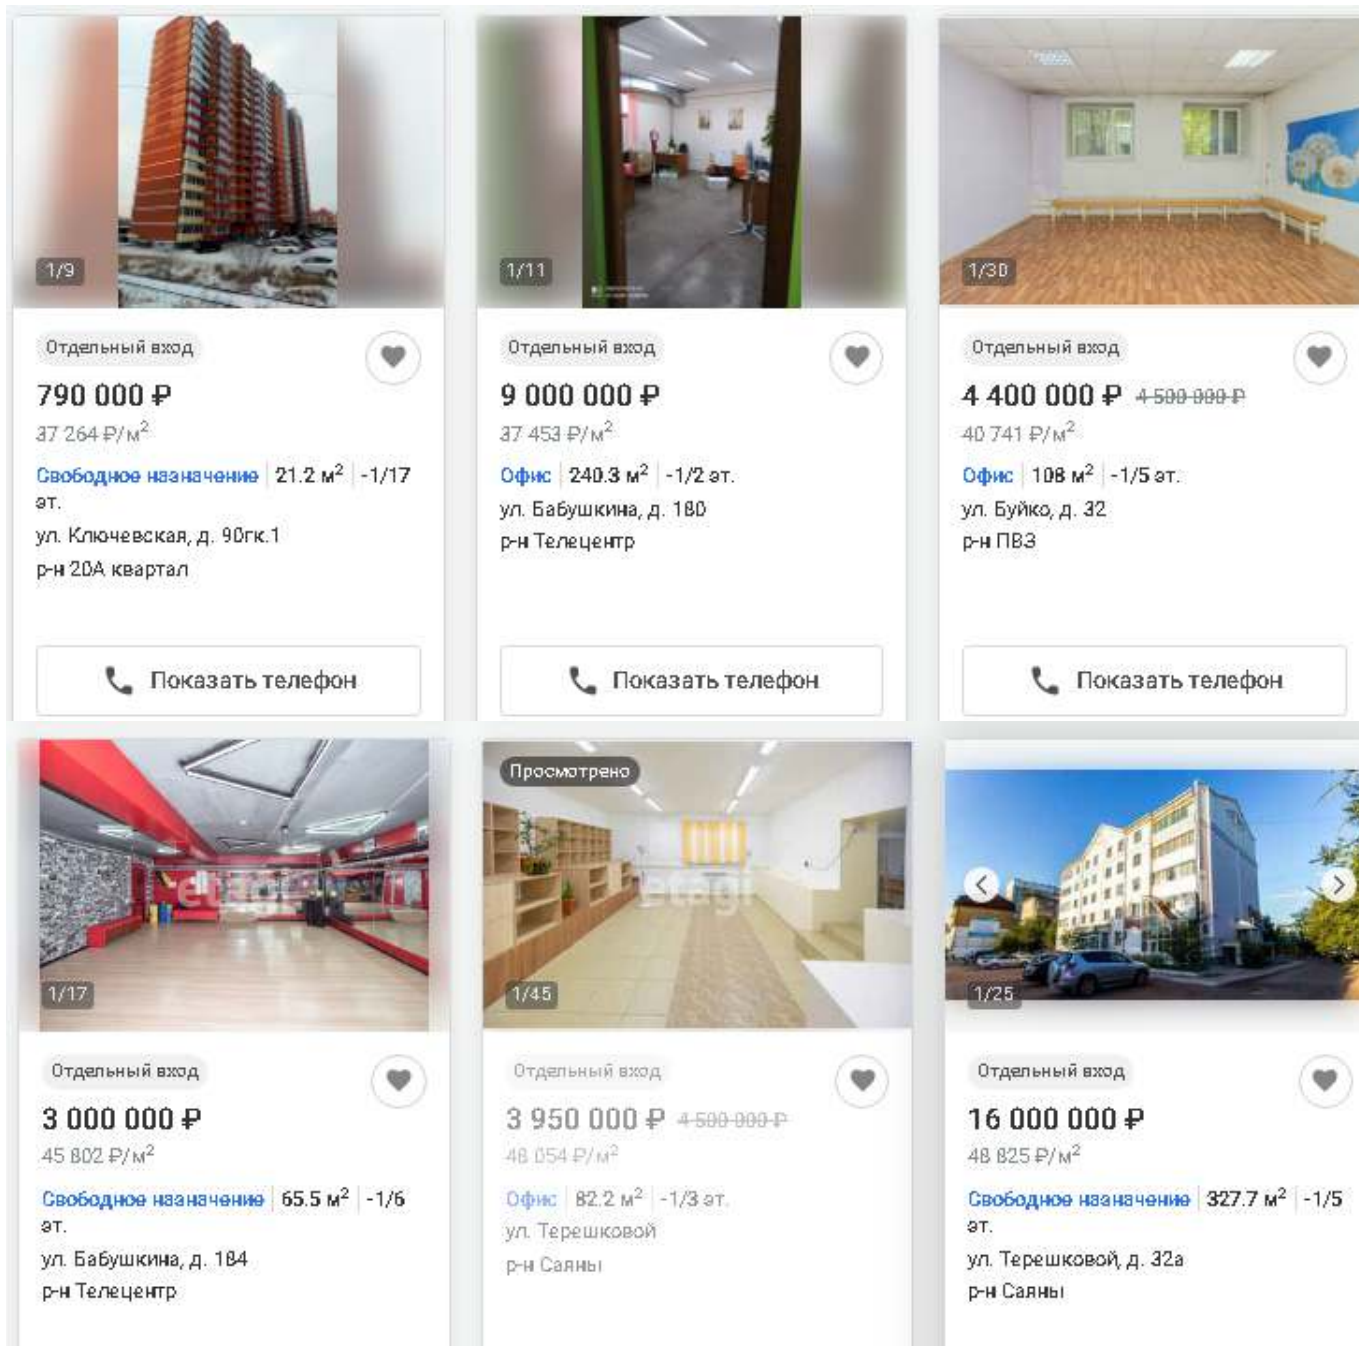 1/9
Отдельный вход
790 000 ₽
37 264 ₽/м²
Свободное назначение | 21.2 м² | -1/17
эт.
ул. Ключевская, д. 90гк.1
р-н 20А квартал
Показать телефон
1/11
Отдельный вход
9 000 000 ₽
37 453 ₽/м²
Офис | 240.3 м² | -1/2 эт.
ул. Бабушкина, д. 180
р-н Телецентр
Показать телефон
1/30
Отдельный вход
4 400 000 ₽ 4 500 000 ₽
40 741 ₽/м²
Офис | 108 м² | -1/5 эт.
ул. Буйко, д. 32
р-н ПВЗ
Показать телефон
etagi
1/17
Отдельный вход
3 000 000 ₽
45 802 ₽/м²
Свободное назначение | 65.5 м² | -1/6
эт.
ул. Бабушкина, д. 184
р-н Телецентр
Просмотрено
etagi
1/45
Отдельный вход
3 950 000 ₽ 4 500 000 ₽
48 054 ₽/м²
Офис | 82.2 м² | -1/3 эт.
ул. Терешковой
р-н Саяны
1/25
Отдельный вход
16 000 000 ₽
48 825 ₽/м²
Свободное назначение | 327.7 м² | -1/5
эт.
ул. Терешковой, д. 32а
р-н Саяны